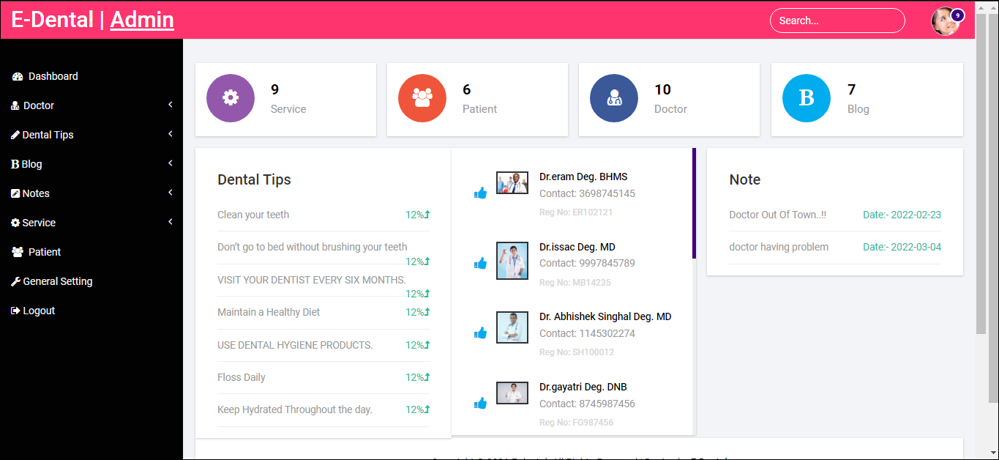 E-Dental | Admin
Search...
9
Dashboard
Doctor
Dental Tips
Blog
Notes
Service
Patient
General Setting
Logout
9
Service
6
Patient
10
Doctor
B
7
Blog
Dental Tips
Clean your teeth 12%
Don't go to bed without brushing your teeth
12%
VISIT YOUR DENTIST EVERY SIX MONTHS.
12%
Maintain a Healthy Diet 12%
USE DENTAL HYGIENE PRODUCTS. 12%
Floss Daily 12%
Keep Hydrated Throughout the day. 12%
Dr.eram Deg. BHMS
Contact: 3698745145
Reg No: ER102121
Dr.issac Deg. MD
Contact: 9997845789
Reg No: MB14235
Dr. Abhishek Singhal Deg. MD
Contact: 1145302274
Reg No: SH100012
Dr.gayatri Deg. DNB
Contact: 8745987456
Reg No: FG987456
Note
Doctor Out Of Town..!! Date:- 2022-02-23
doctor having problem Date:- 2022-03-04